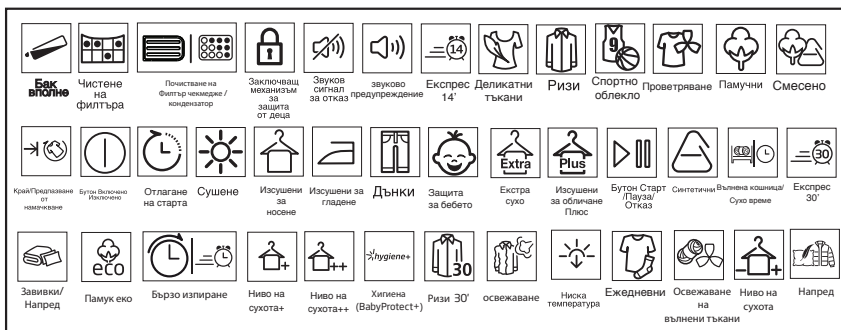 14
9
Бак
вполне
Чистене
на
филтъра
Почистване на
Филтър чекмедже /
кондензатор
Заключващ
механизъм
за
защита
от деца
Звуков
сигнал
за отказ
звуково
предупреждение
Експрес
14'
Деликатни
тъкани
Ризи
Спортно
облекло
Проветряване
Памучни
Смесено
Extra
Plus
30
Край/Предпазване
от
намачкване
Бутон Включено
Изключено
Отлагане
на старта
Сушене
Изсушени
за
носене
Изсушени за
гладене
Дънки
Защита
за бебето
Екстра
сухо
Изсушени
за обличане
Плюс
Бутон Старт
/Пауза/
Отказ
Синтетични
Вълнена кошница/
Сухо време
Експрес
30'
eco
+
++
hygiene+
30
− +
Завивки/
Напред
Памук еко
Бързо изпиране
Ниво на
сухота+
Ниво на
сухота++
Хигиена
(BabyProtect+)
Ризи 30'
освежаване
Ниска
температура
Ежедневни
Освежаване
на
вълнени тъкани
Ниво на
сухота
Напред